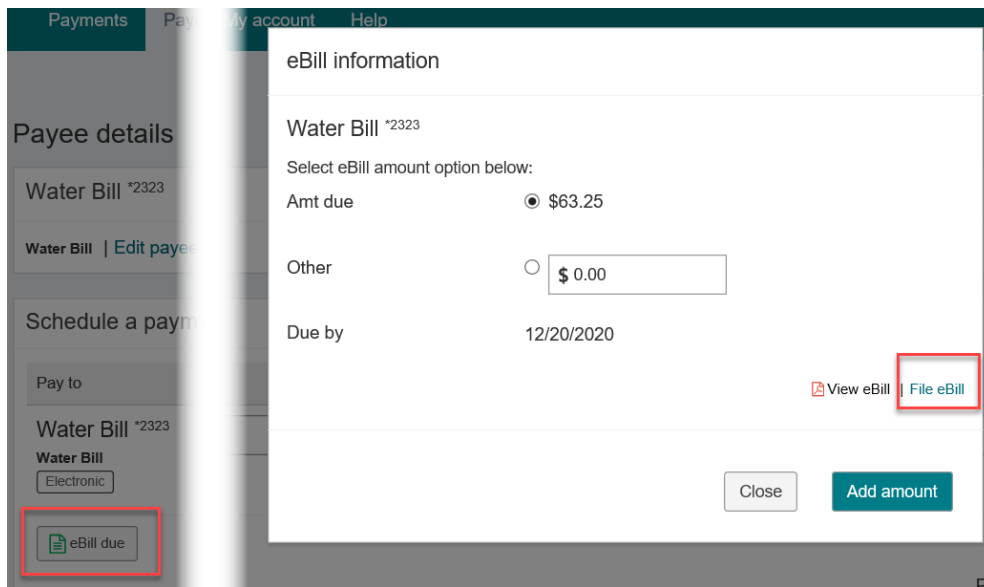 Payments Pay My account Help
Payee details
Water Bill *2323
Water Bill | Edit payee
Schedule a paym
Pay to
Water Bill *2323
Water Bill
Electronic
eBill due
eBill information
Water Bill *2323
Select eBill amount option below:
Amt due $63.25
Other $ 0.00
Due by 12/20/2020
View eBill | File eBill
Close Add amount